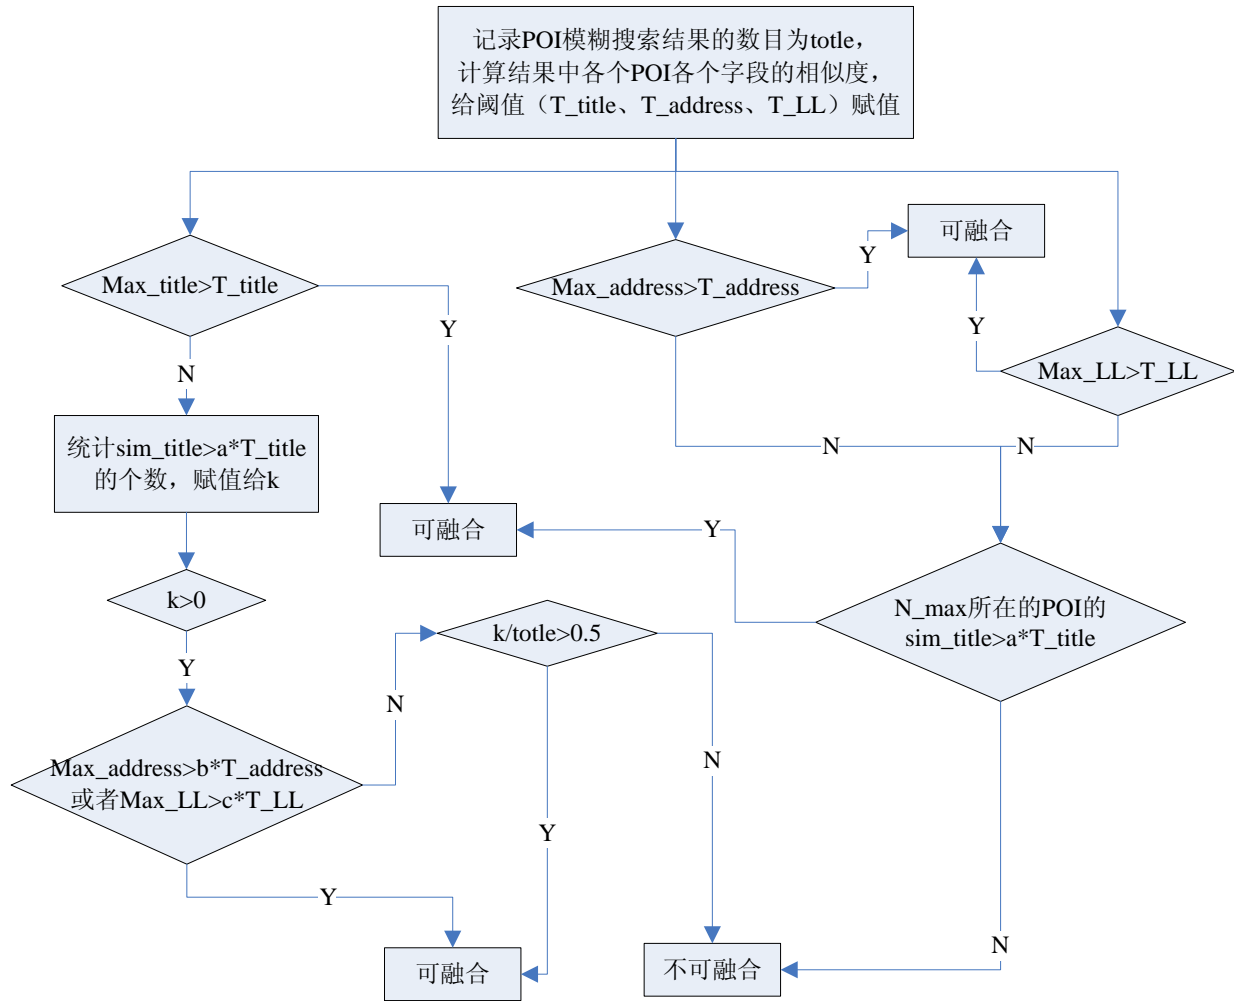 记录POI模糊搜索结果的数目为totle，
计算结果中各个POI各个字段的相似度，
给阈值（T_title、T_address、T_LL）赋值
可融合
Y
Max_title>T_title
Max_address>T_address
Y
Y
Max_LL>T_LL
N
统计sim_title>a*T_title
的个数，赋值给k
N
N
可融合
Y
k>0
k/totle>0.5
N_max所在的POI的
sim_title>a*T_title
Y
N
Max_address>b*T_address
或者Max_LL>c*T_LL
N
Y
Y
N
可融合
不可融合